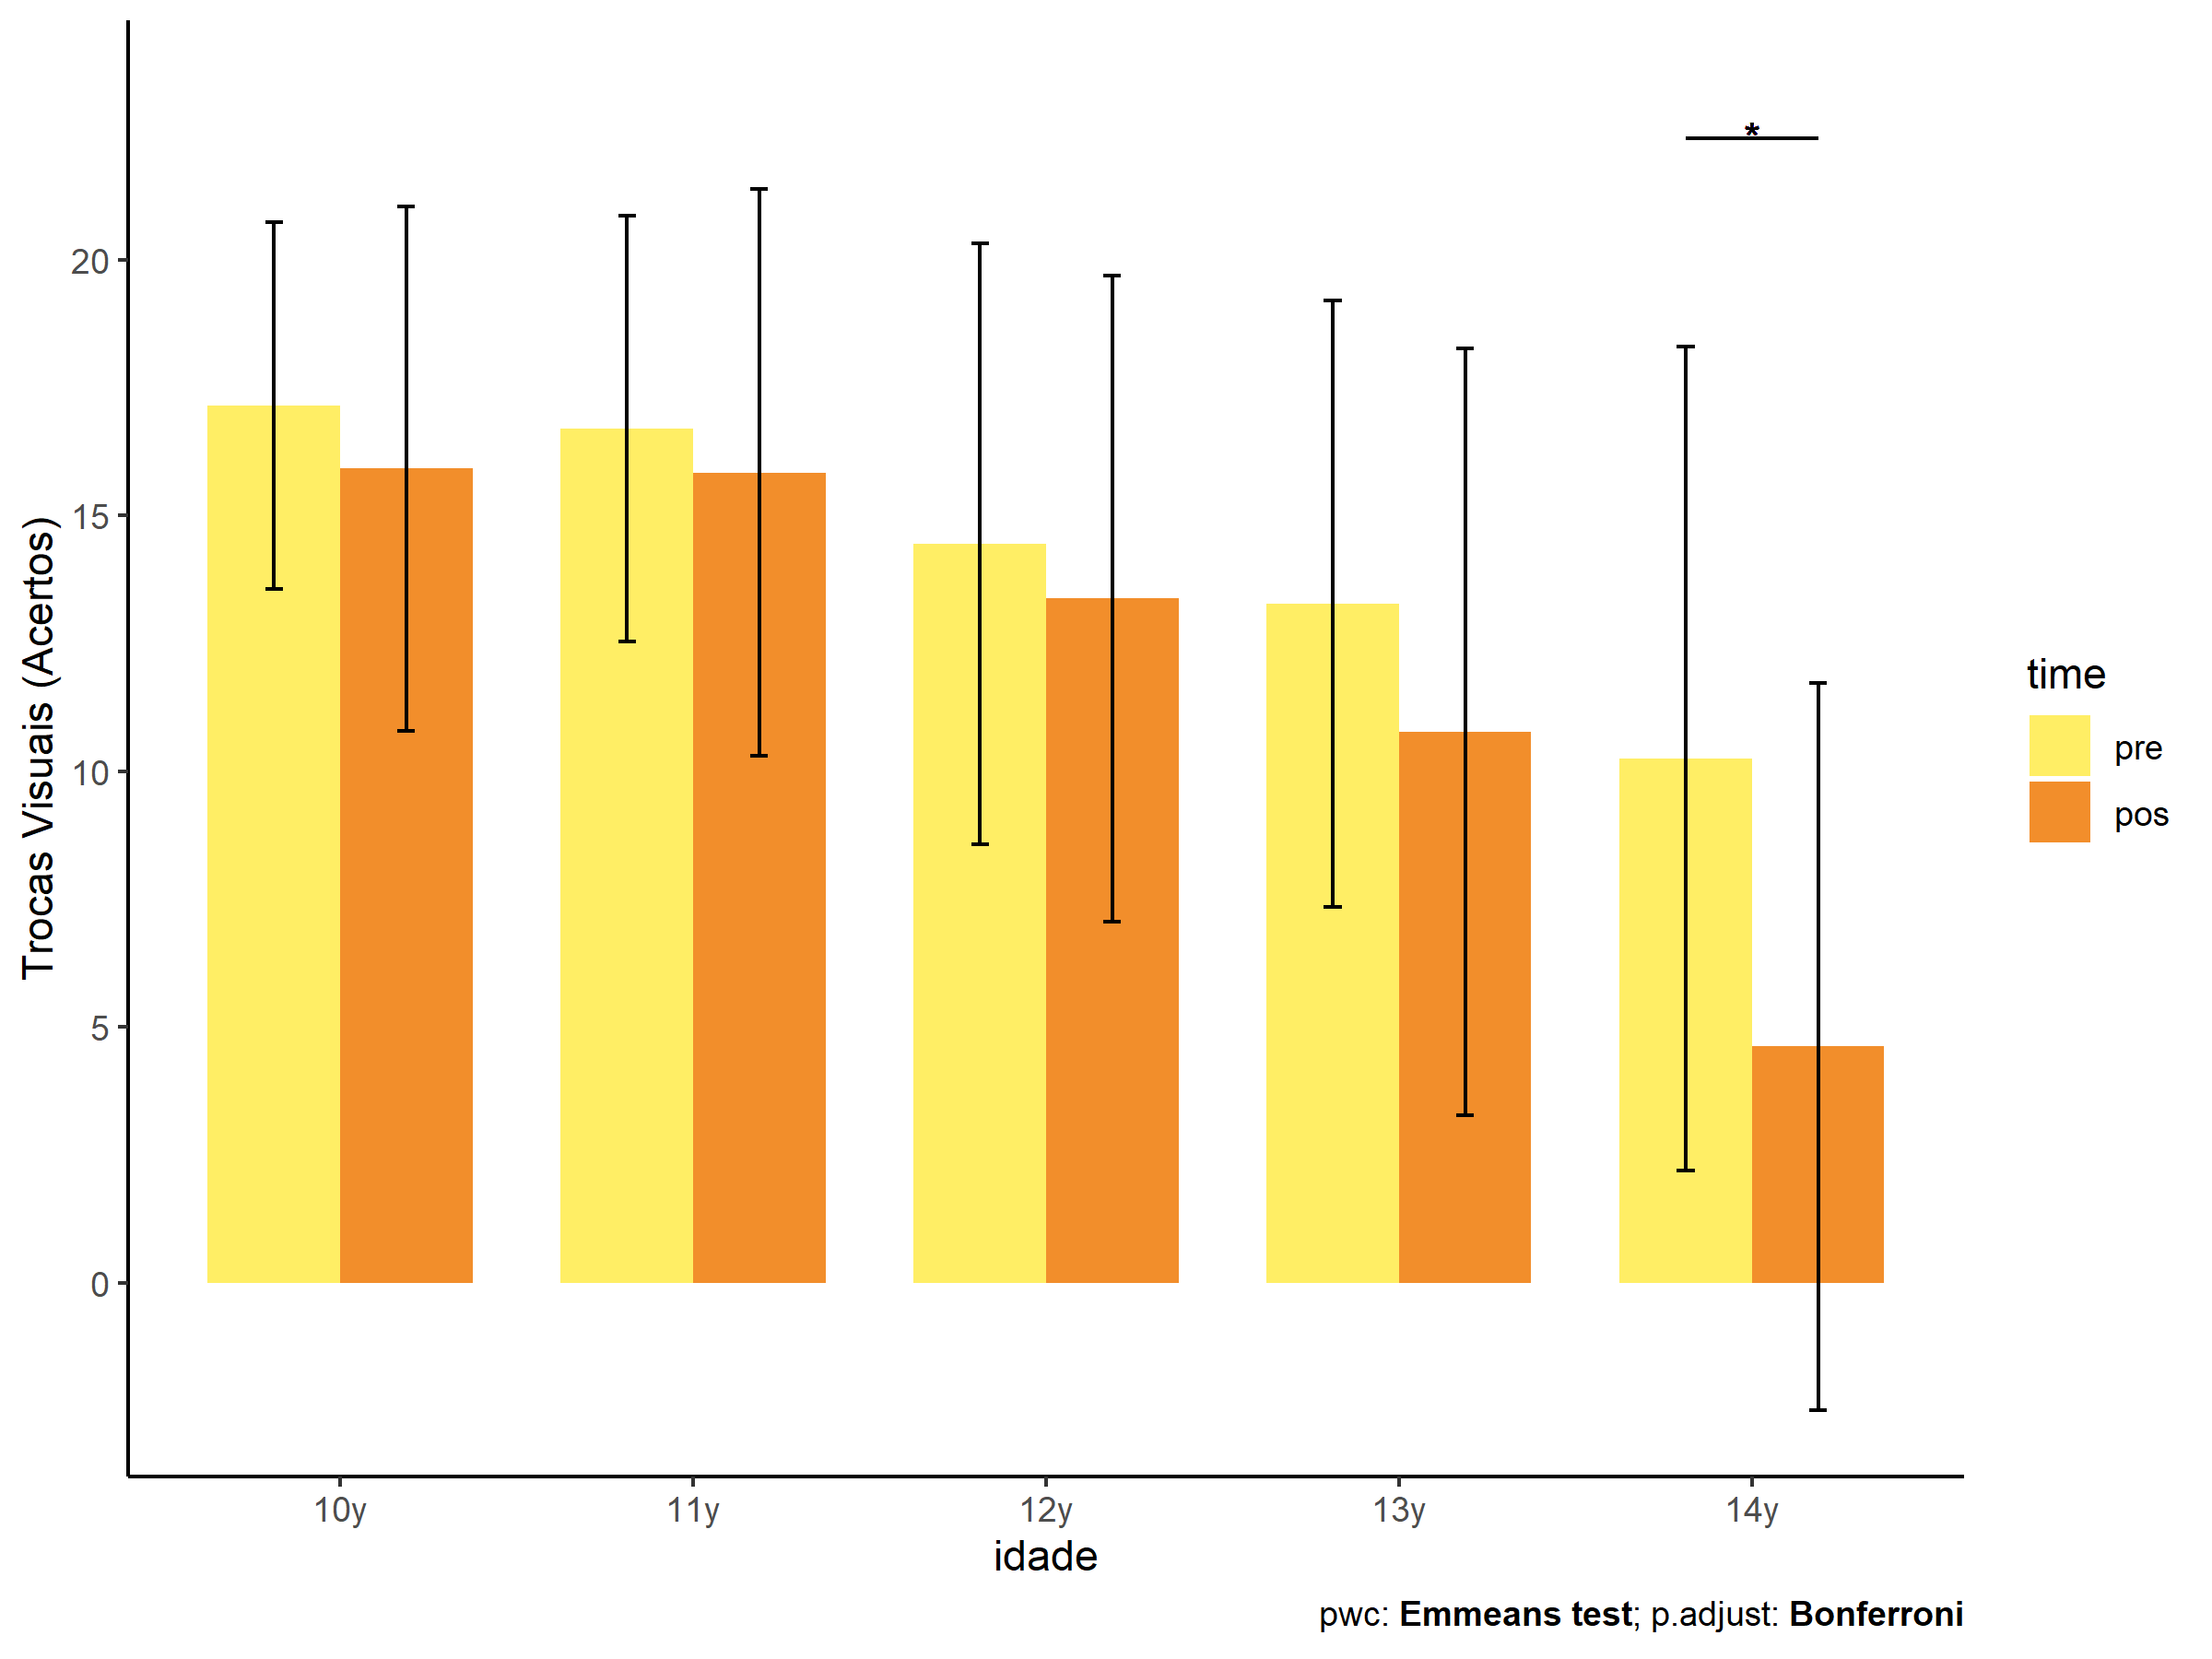 *
20
15
10
5
0
Trocas Visuais (Acertos)
10y 11y 12y 13y 14y
idade
time
pre
pos
pwc: Emmeans test; p.adjust: Bonferroni